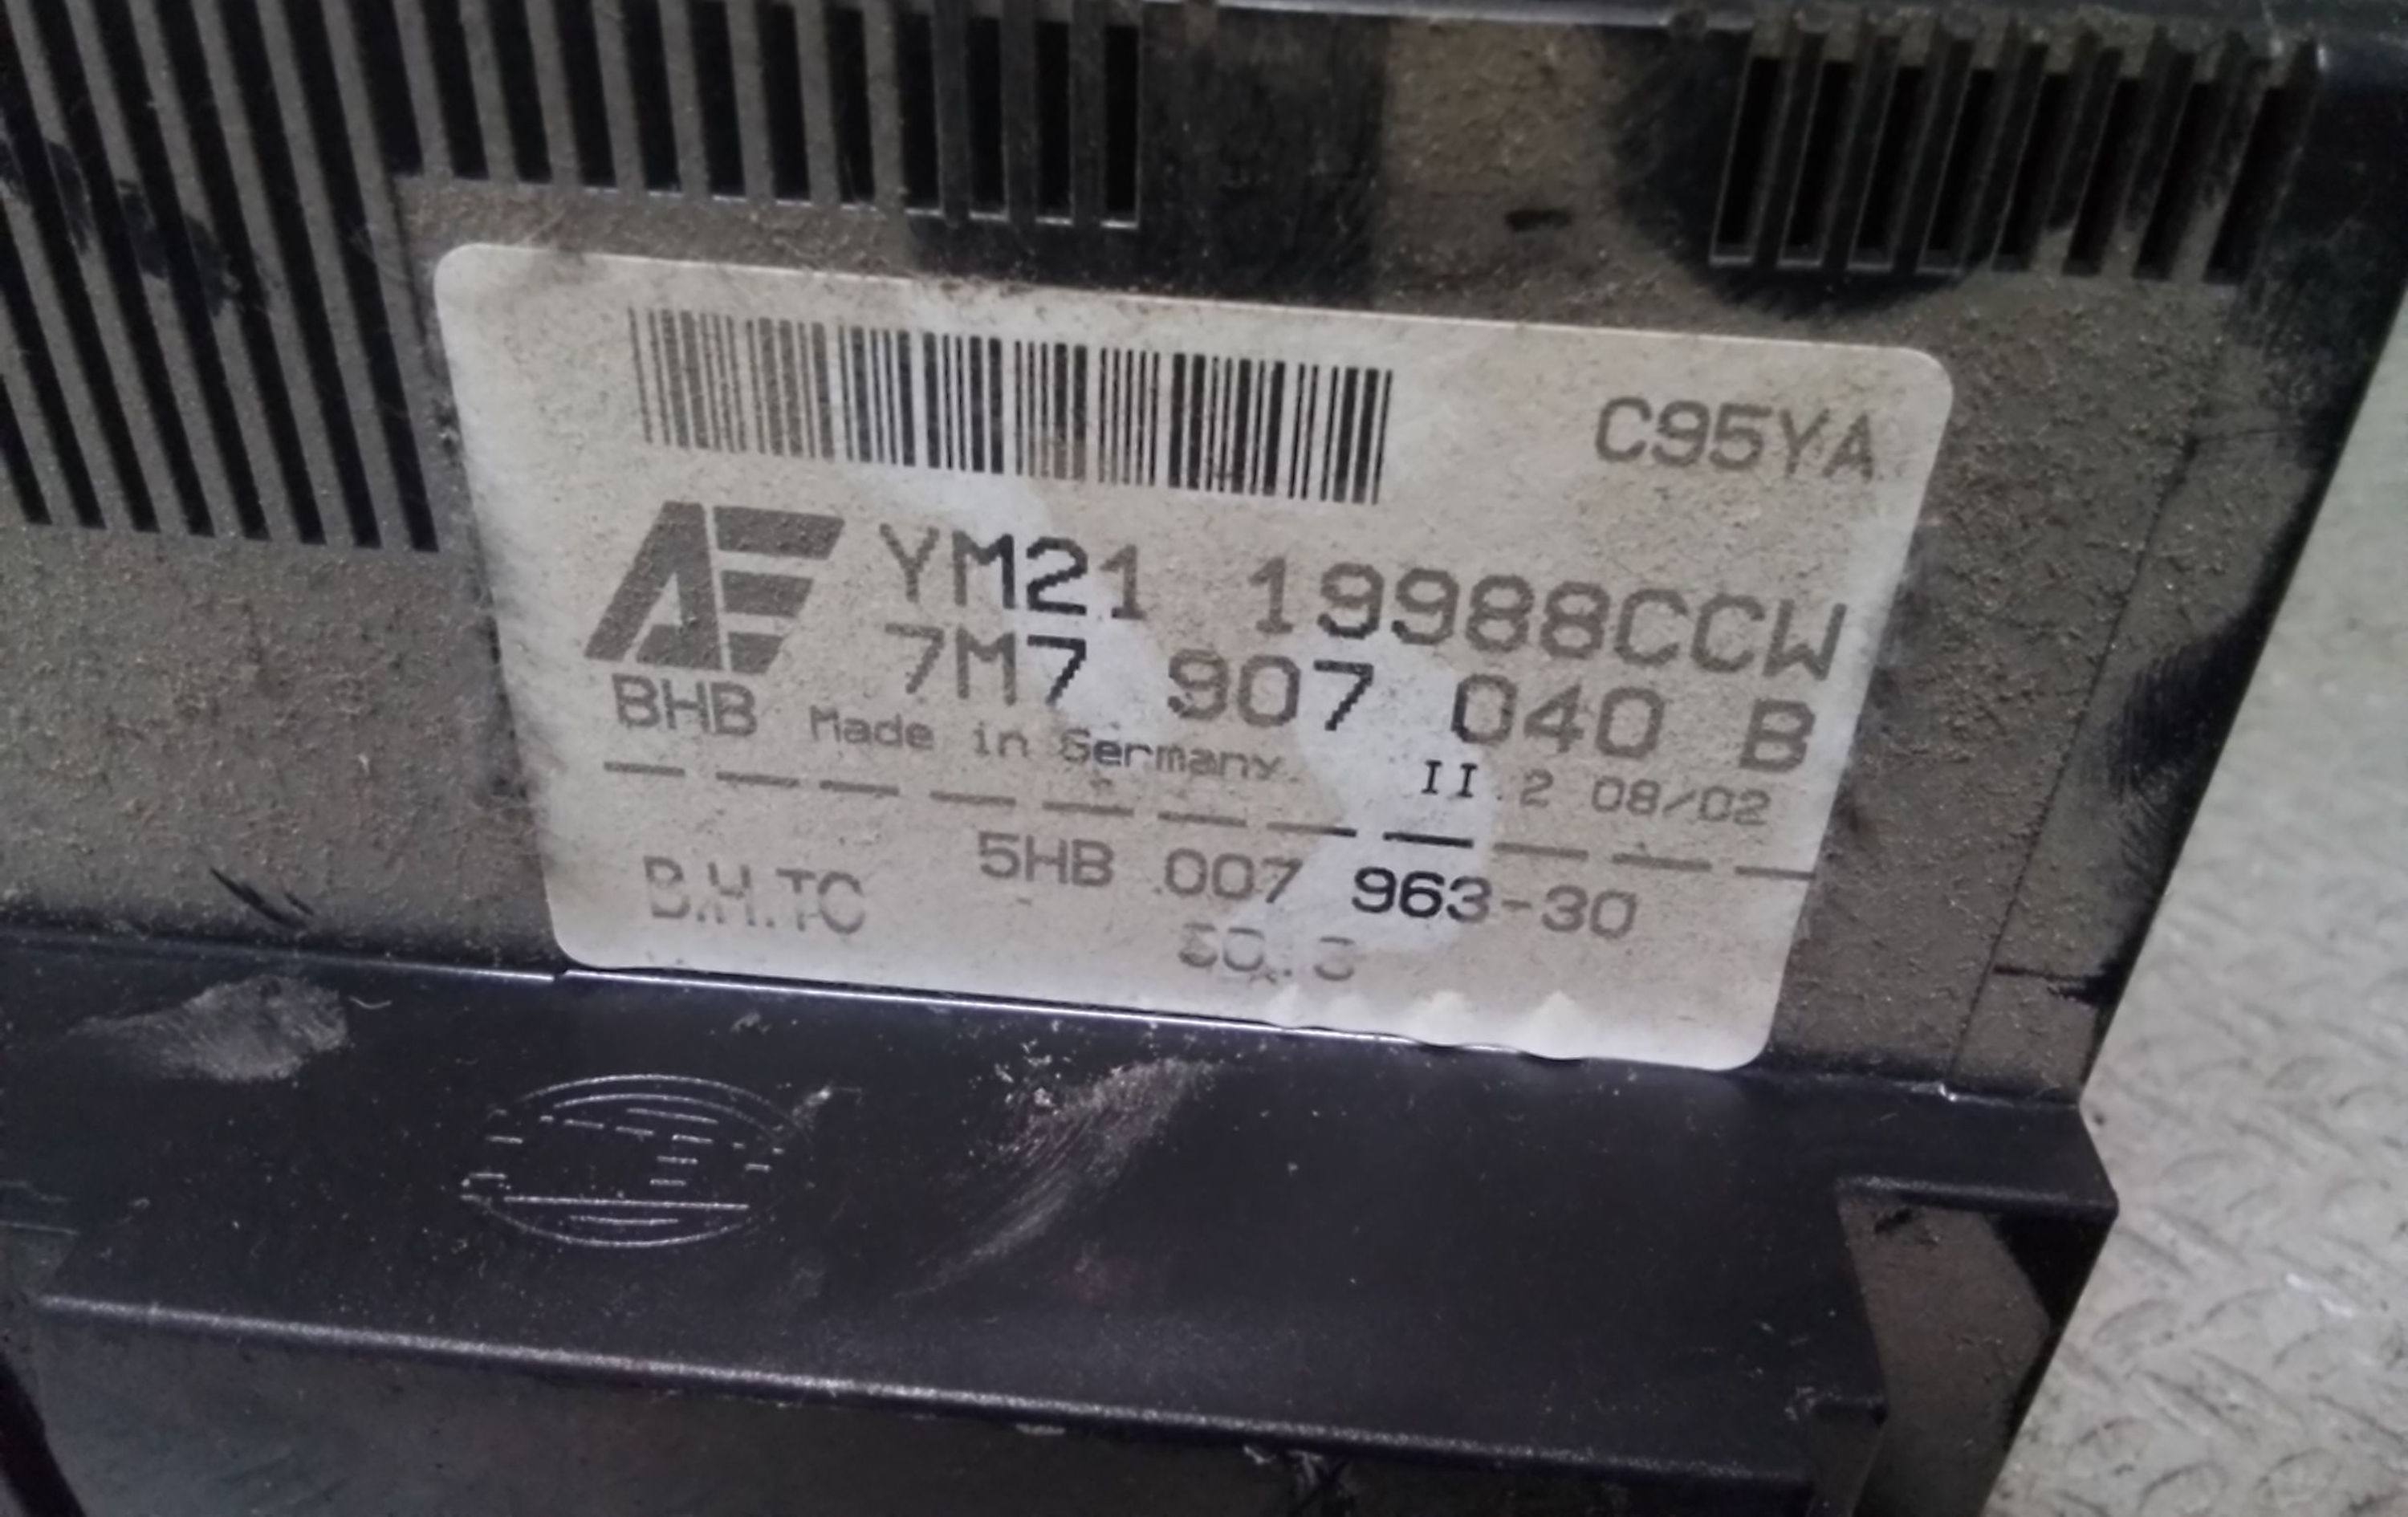 C95YA
YM21 19988CCW
7M7 907 040 B
BHB Made in Germany. II.2 08/02
B.H.TC 5HB 007 963-30